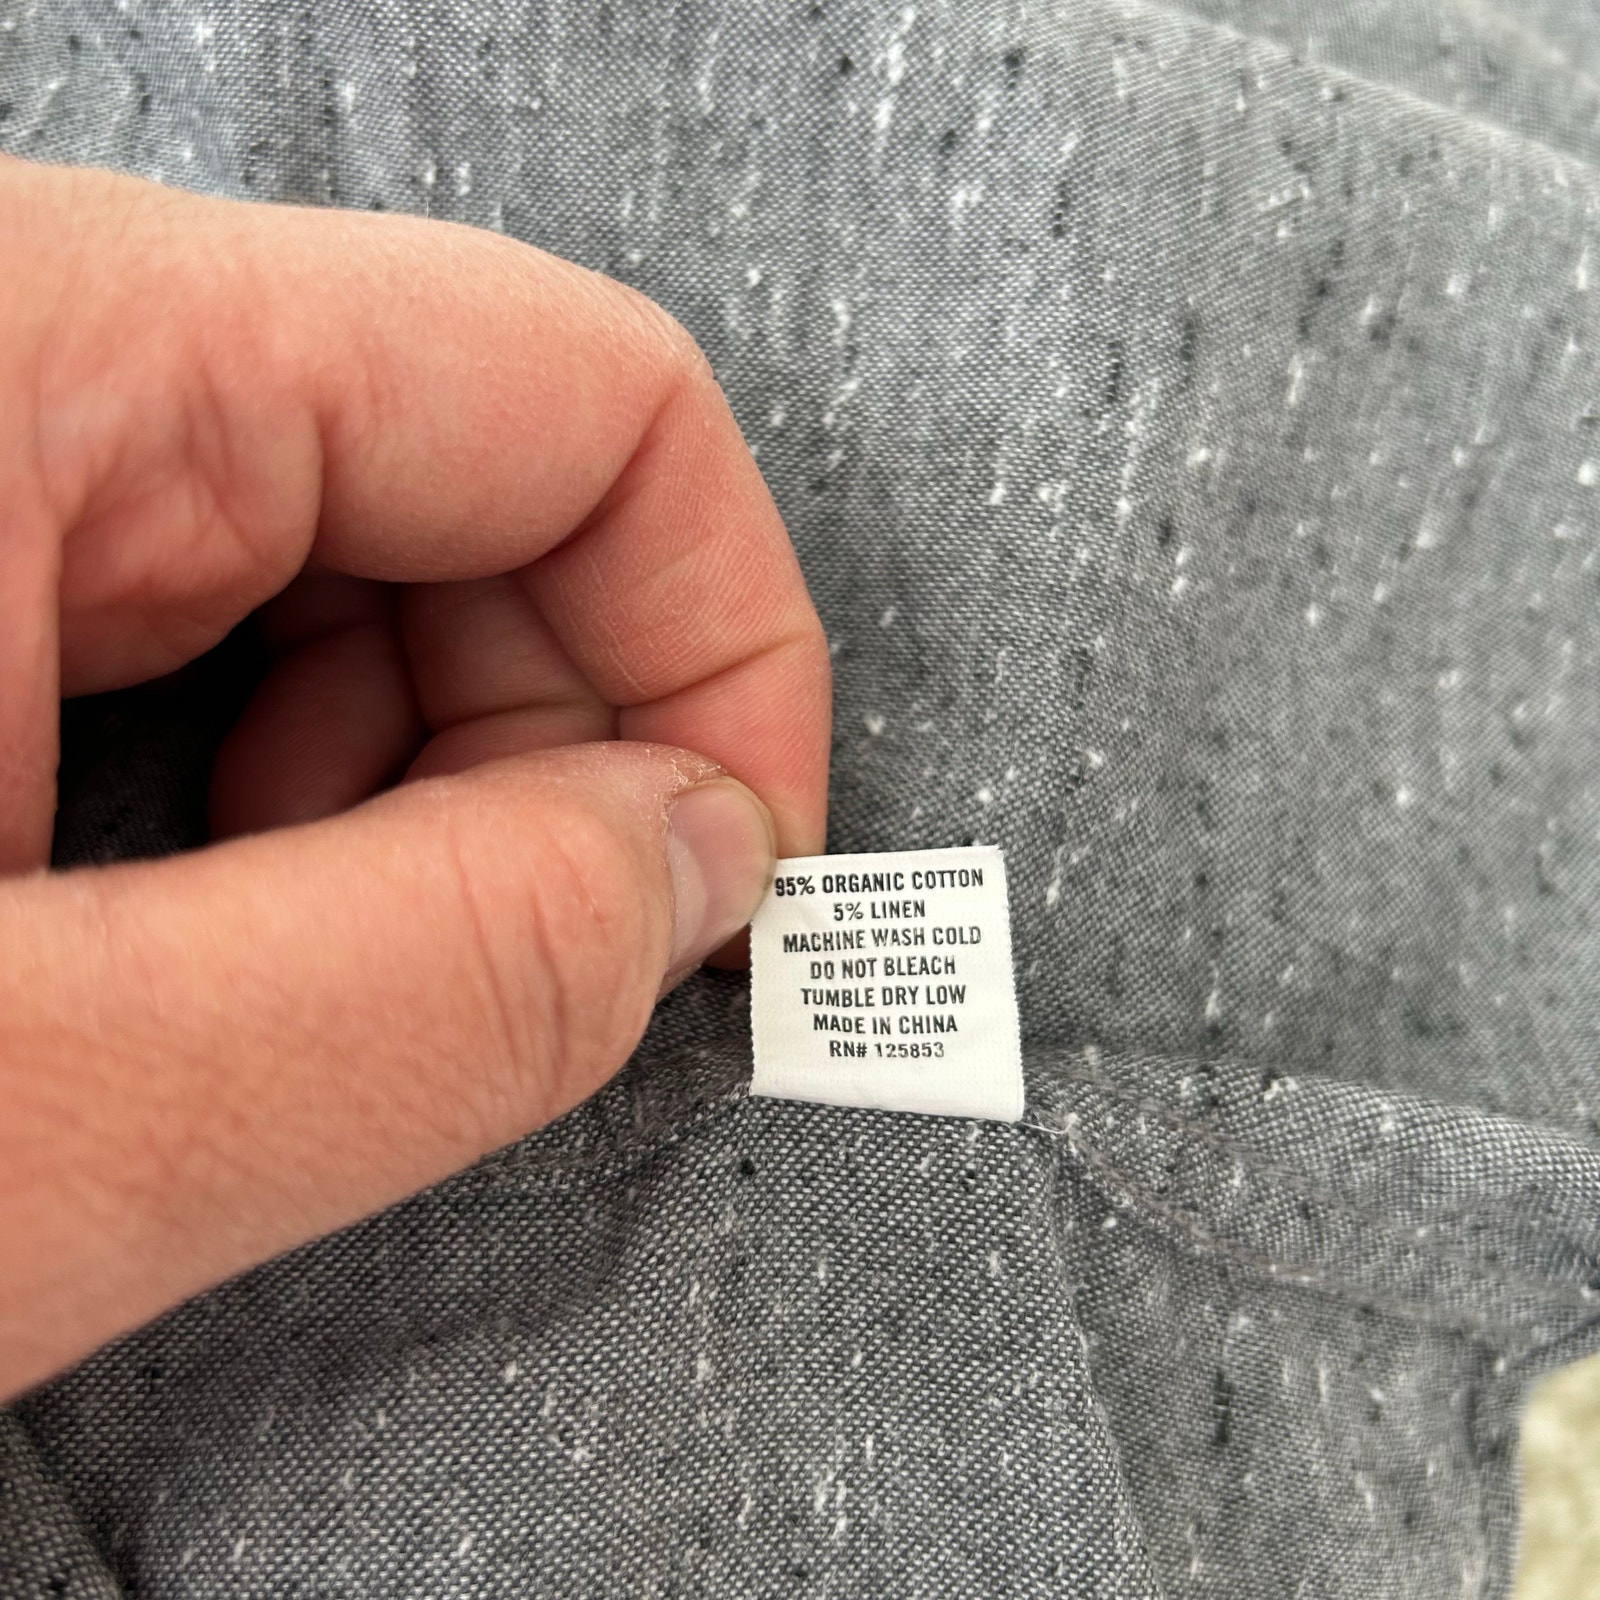 95% ORGANIC COTTON
5% LINEN
MACHINE WASH COLD
DO NOT BLEACH
TUMBLE DRY LOW
MADE IN CHINA
RN# 125853